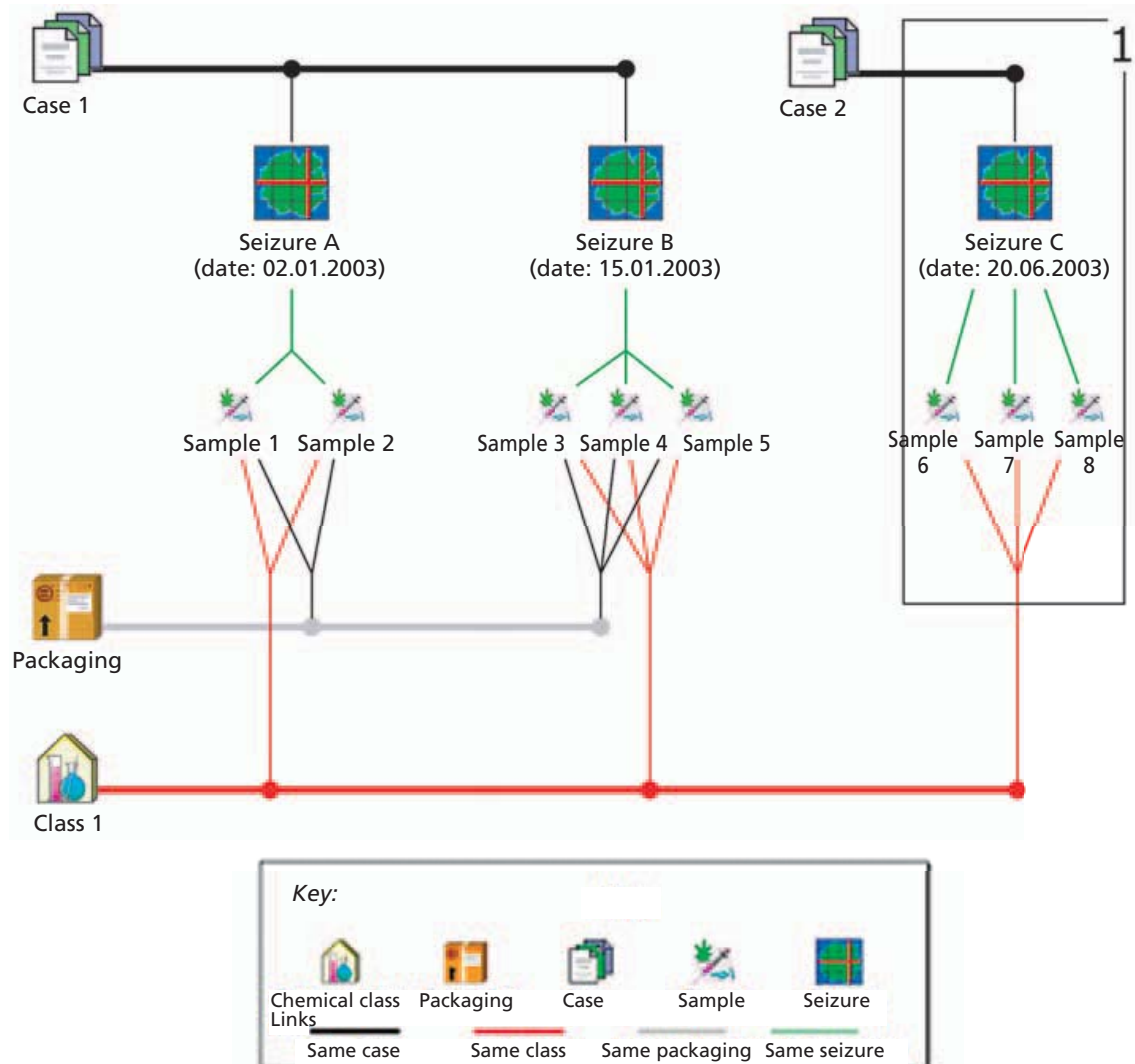 1
Case 1
Case 2
Seizure A
(date: 02.01.2003)
Seizure B
(date: 15.01.2003)
Seizure C
(date: 20.06.2003)
Sample 1
Sample 2
Sample 3
Sample 4
Sample 5
Sample
6
Sample
7
Sample
8
Packaging
Class 1
Key:
Chemical class
Packaging
Case
Sample
Seizure
Links
Same case
Same class
Same packaging
Same seizure